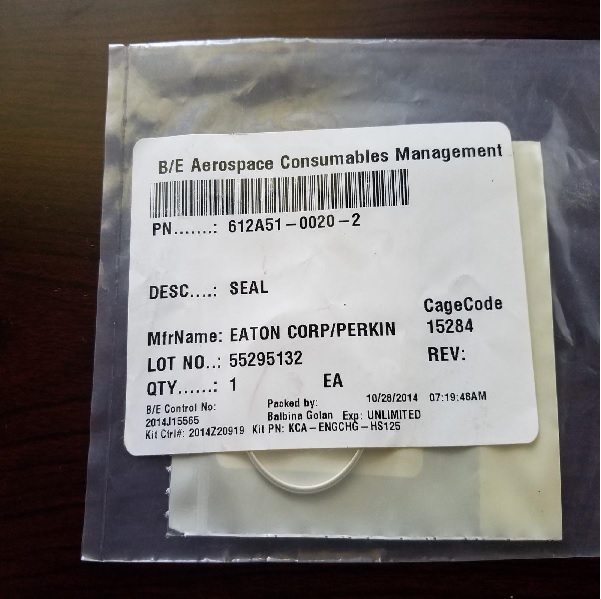 B/E Aerospace Consumables Management
PN.......: 612A51-0020-2
DESC....: SEAL
CageCode
MfrName: EATON CORP/PERKIN 15284
LOT NO..: 55295132 REV:
QTY......: 1 EA
B/E Control No: Packed by: 10/28/2014 07:19:48AM
2014J15565 Balbina Golan Exp: UNLIMITED
Kit Ctrl#: 2014Z20919 Kit PN: KCA-ENGCHG-HS125